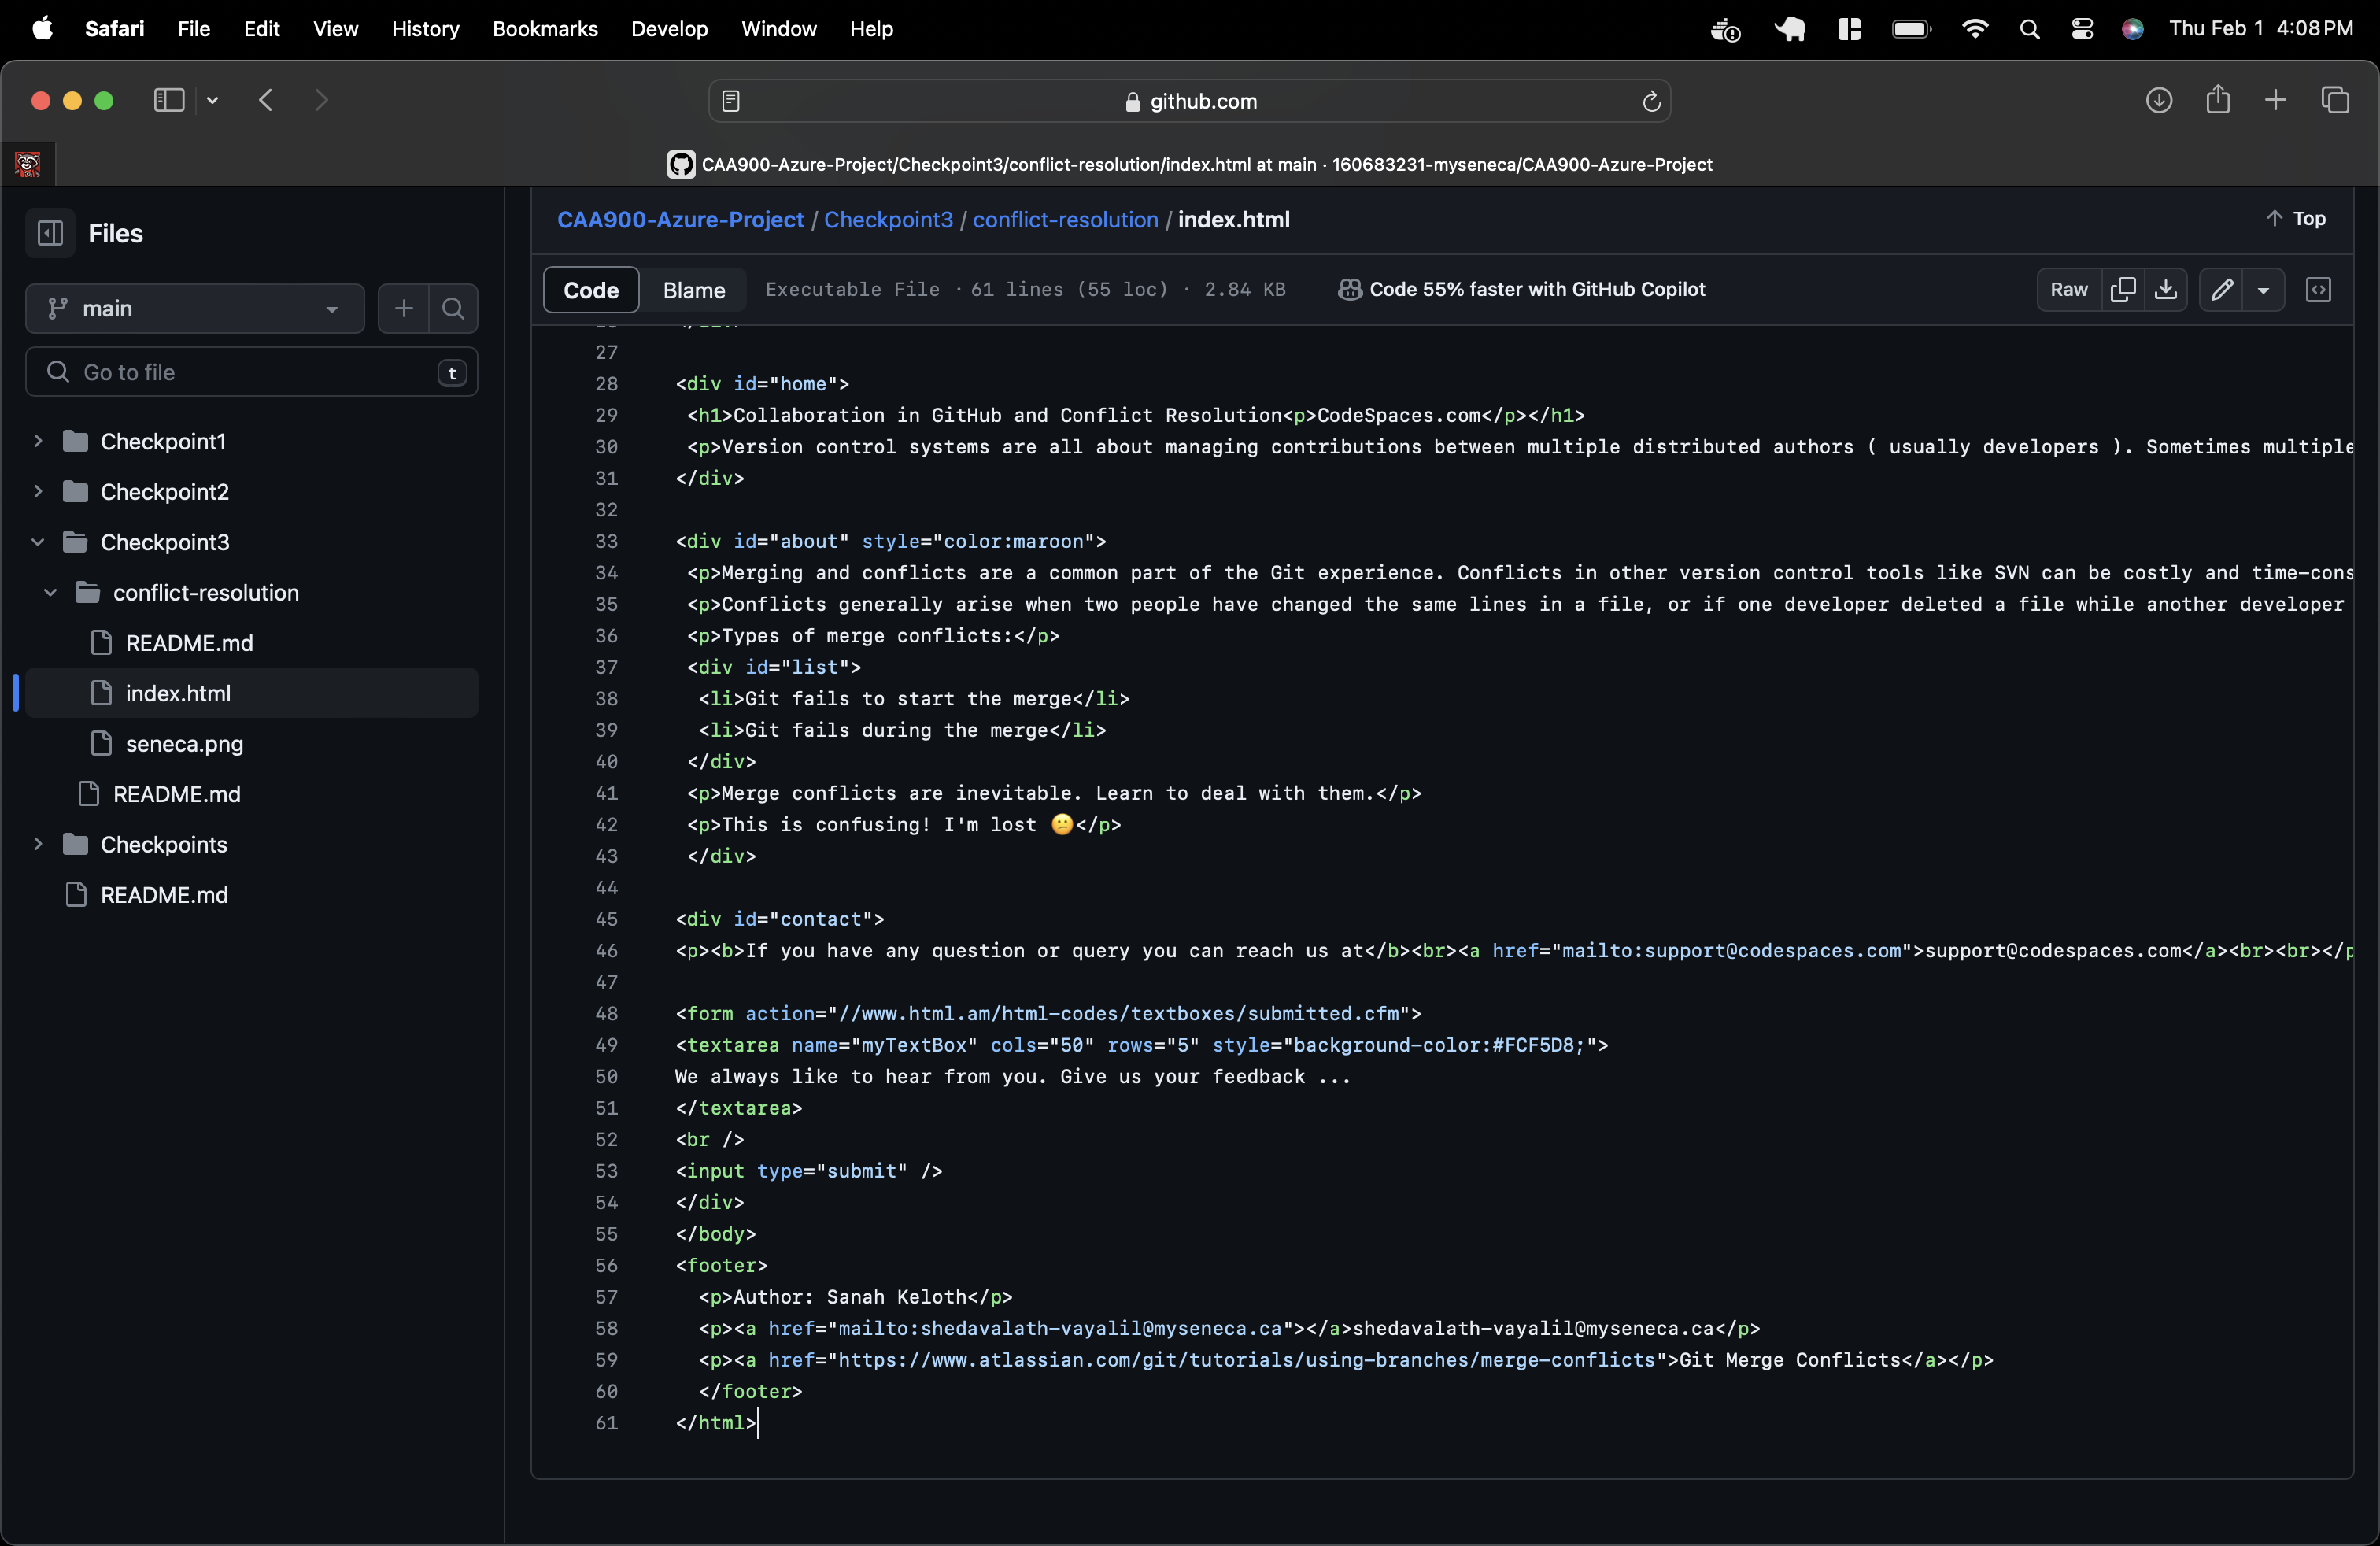 Safari File Edit View History Bookmarks Develop Window Help Thu Feb 1 4:08 PM
github.com
CAA900-Azure-Project/Checkpoint3/conflict-resolution/index.html at main · 160683231-myseneca/CAA900-Azure-Project
Files
main
Go to file t
Checkpoint1
Checkpoint2
Checkpoint3
conflict-resolution
README.md
index.html
seneca.png
README.md
Checkpoints
README.md
CAA900-Azure-Project / Checkpoint3 / conflict-resolution / index.html Top
Code Blame Executable File · 61 lines (55 loc) · 2.84 KB Code 55% faster with GitHub Copilot Raw
27
28 <div id="home">
29 <h1>Collaboration in GitHub and Conflict Resolution<p>CodeSpaces.com</p></h1>
30 <p>Version control systems are all about managing contributions between multiple distributed authors ( usually developers ). Sometimes multiple
31 </div>
32
33 <div id="about" style="color:maroon">
34 <p>Merging and conflicts are a common part of the Git experience. Conflicts in other version control tools like SVN can be costly and time-cons
35 <p>Conflicts generally arise when two people have changed the same lines in a file, or if one developer deleted a file while another developer
36 <p>Types of merge conflicts:</p>
37 <div id="list">
38 <li>Git fails to start the merge</li>
39 <li>Git fails during the merge</li>
40 </div>
41 <p>Merge conflicts are inevitable. Learn to deal with them.</p>
42 <p>This is confusing! I'm lost 😕</p>
43 </div>
44
45 <div id="contact">
46 <p><b>If you have any question or query you can reach us at</b><br><a href="mailto:support@codespaces.com">support@codespaces.com</a><br><br></p
47
48 <form action="//www.html.am/html-codes/textboxes/submitted.cfm">
49 <textarea name="myTextBox" cols="50" rows="5" style="background-color:#FCF5D8;">
50 We always like to hear from you. Give us your feedback ...
51 </textarea>
52 <br />
53 <input type="submit" />
54 </div>
55 </body>
56 <footer>
57 <p>Author: Sanah Keloth</p>
58 <p><a href="mailto:shedavalath-vayalil@myseneca.ca"></a>shedavalath-vayalil@myseneca.ca</p>
59 <p><a href="https://www.atlassian.com/git/tutorials/using-branches/merge-conflicts">Git Merge Conflicts</a></p>
60 </footer>
61 </html>